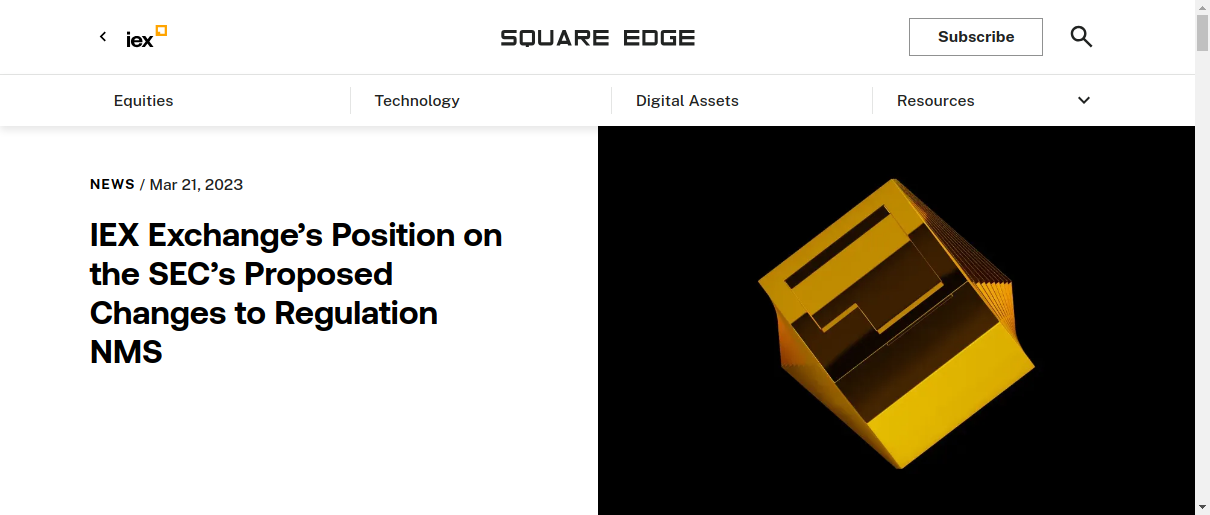 iex
SQUARE EDGE
Subscribe
Equities
Technology
Digital Assets
Resources
NEWS / Mar 21, 2023
IEX Exchange’s Position on
the SEC’s Proposed
Changes to Regulation
NMS